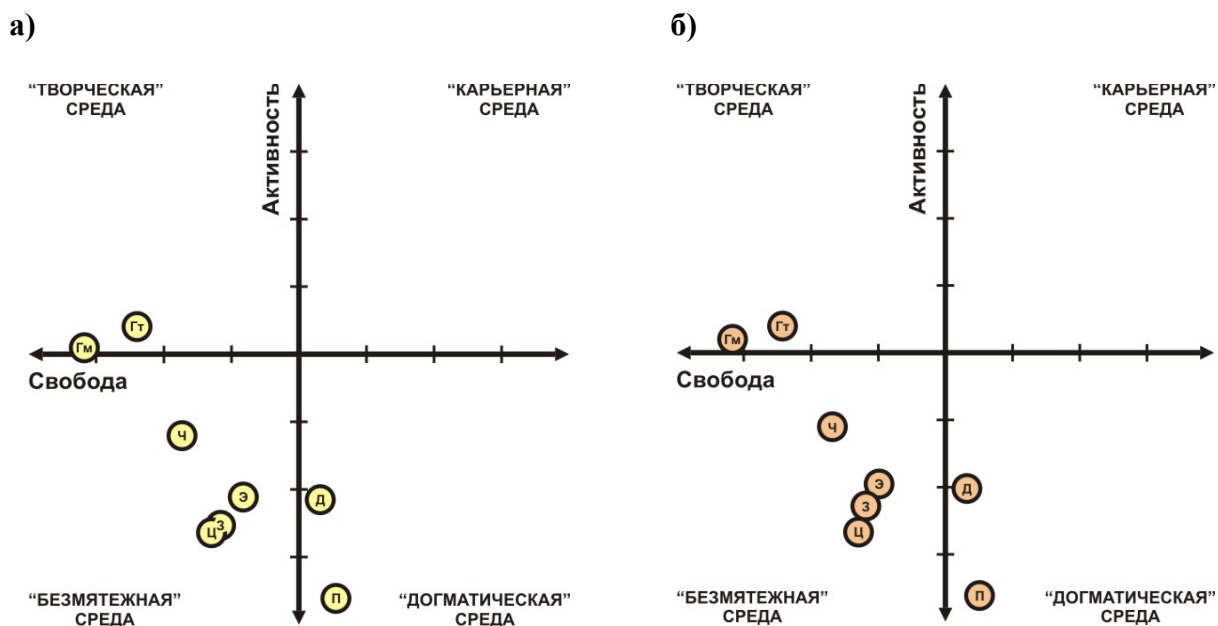 а)
“ТВОРЧЕСКАЯ”
СРЕДА
“КАРЬЕРНАЯ”
СРЕДА
Активность
Гт
Гм
Свобода
Ч
Э
Д
З
Ц
П
“БЕЗМЯТЕЖНАЯ”
СРЕДА
“ДОГМАТИЧЕСКАЯ”
СРЕДА
б)
“ТВОРЧЕСКАЯ”
СРЕДА
“КАРЬЕРНАЯ”
СРЕДА
Активность
Гт
Гм
Свобода
Ч
Э
Д
З
Ц
П
“БЕЗМЯТЕЖНАЯ”
СРЕДА
“ДОГМАТИЧЕСКАЯ”
СРЕДА